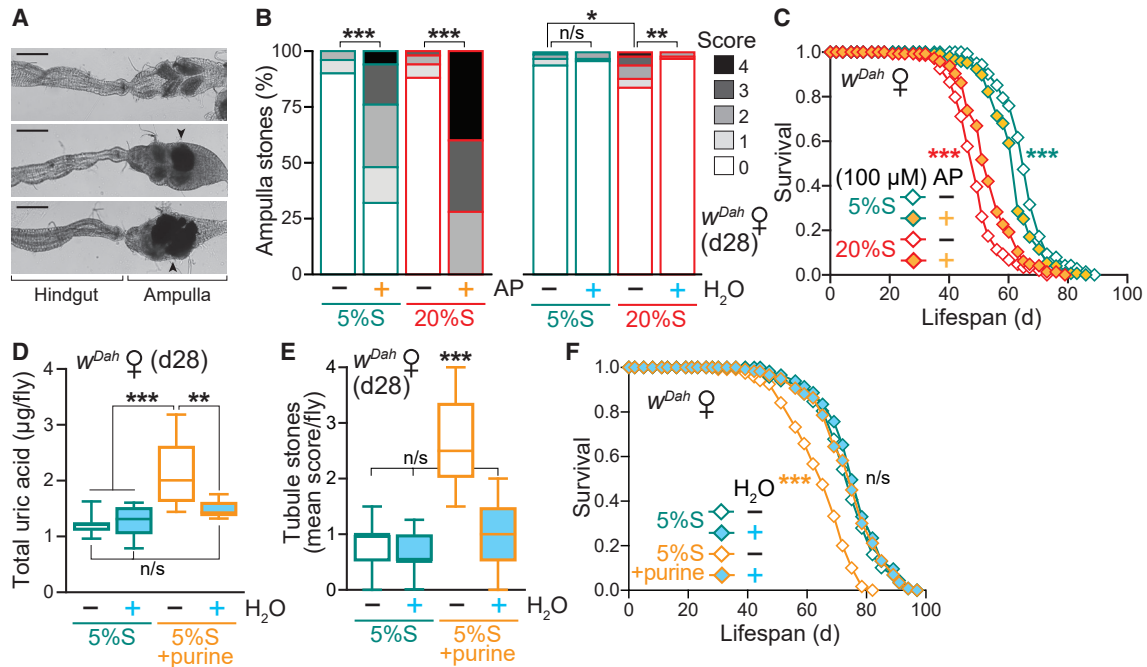 A
Hindgut
Ampulla
B
Ampulla stones (%)
100
75
50
25
0
***
***
− + − + AP
5%S 20%S
*
n/s
**
− + − + H2O
5%S 20%S
Score
4
3
2
1
0
wDah ♀
(d28)
C
Survival
1.0
0.8
0.6
0.4
0.2
0.0
wDah ♀
***
***
(100 µM) AP
5%S −
+
20%S −
+
0 20 40 60 80 100
Lifespan (d)
D
wDah ♀ (d28)
Total uric acid (µg/fly)
4
3
2
1
0
***
**
n/s
− + − + H2O
5%S 5%S
+purine
E
wDah ♀
(d28)
Tubule stones
(mean score/fly)
4
3
2
1
0
***
n/s
− + − + H2O
5%S 5%S
+purine
F
Survival
1.0
0.8
0.6
0.4
0.2
0.0
wDah ♀
***
n/s
H2O
5%S −
+
5%S −
+purine +
0 20 40 60 80 100
Lifespan (d)